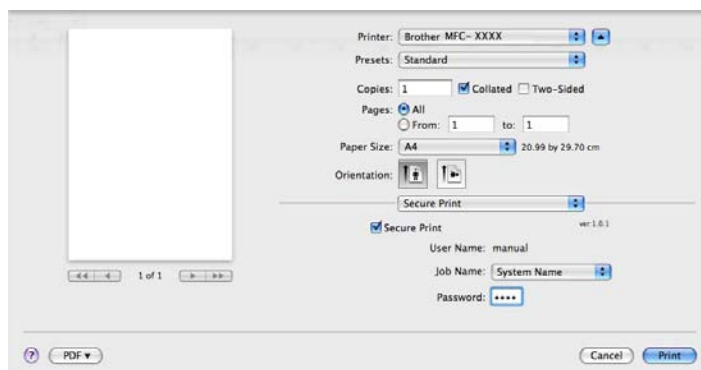 Printer: Brother MFC- XXXX
Presets: Standard
Copies: 1 Collated Two-Sided
Pages: All
From: 1 to: 1
Paper Size: A4 20.99 by 29.70 cm
Orientation:
Secure Print
Secure Print ver:1.0.1
User Name: manual
Job Name: System Name
Password: ••••
1 of 1
? PDF ▾ Cancel Print